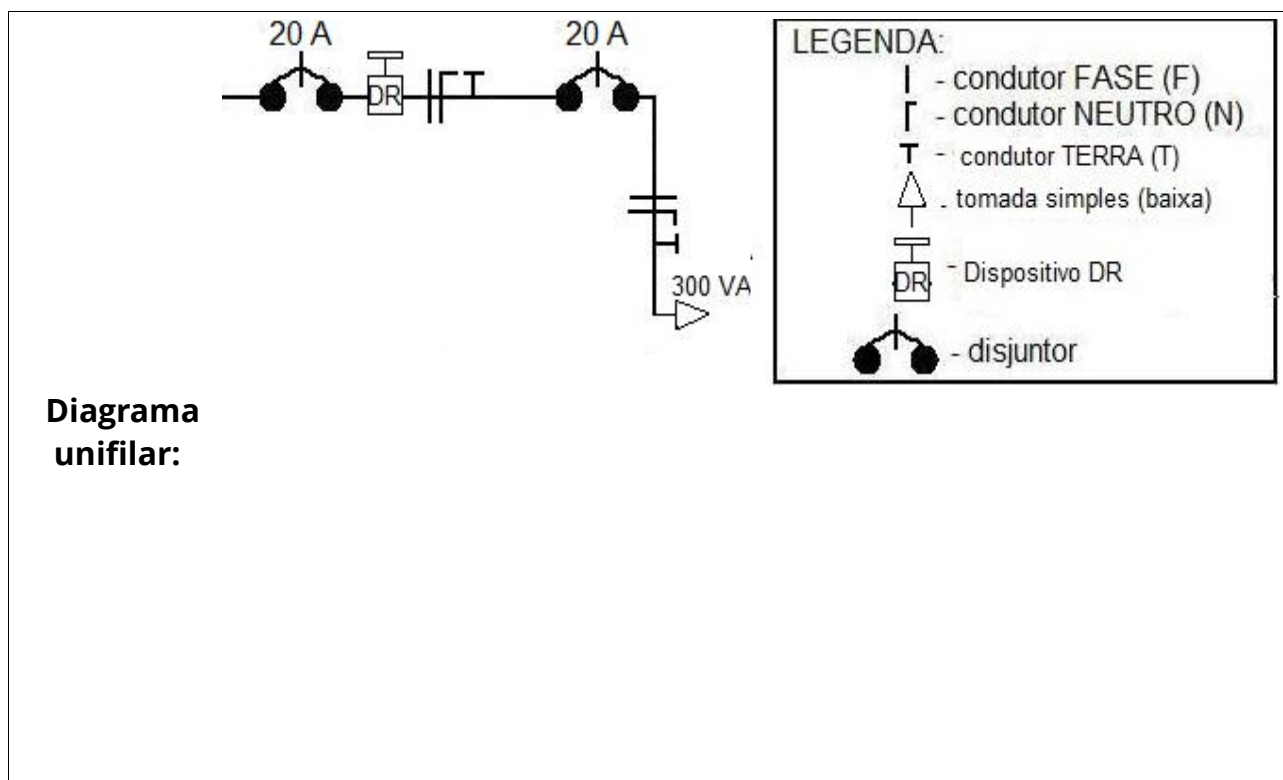 20 A
20 A
DR
300 VA
LEGENDA:
- condutor FASE (F)
- condutor NEUTRO (N)
- condutor TERRA (T)
. tomada simples (baixa)
DR - Dispositivo DR
- disjuntor
Diagrama
unifilar: